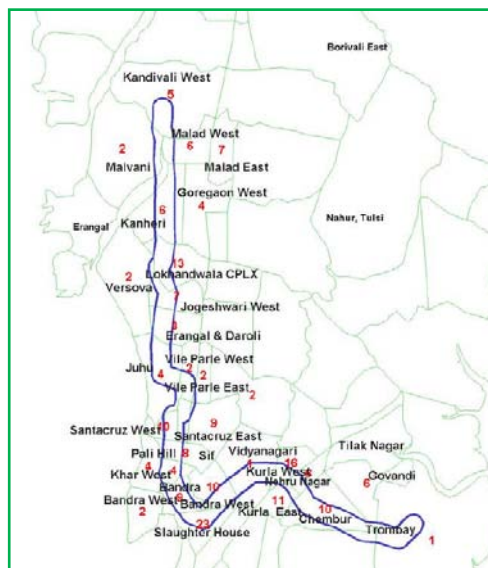 Borivali East
Kandivali West
5
Malad West
2
6
7
Malvani
Malad East
Goregaon West
4
Kanheri
6
Nahur, Tulsi
Erangal
13
Lokhandwala CPLX
2
Versova
7
Jogeshwari West
Erangal & Daroli
Vile Parle West
2
Juhu
4
2
Vile Parle East
2
Santacruz West
9
Santacruz East
Tilak Nagar
Pali Hill
8
Sif
Vidyanagari
16
Khar West
4
4
Kurla West
Govandi
Nehru Nagar
6
Bandra
10
Bandra West
Bandra West
11
10
2
Kurla East
Chembur
23
Slaughter House
Trombay
1